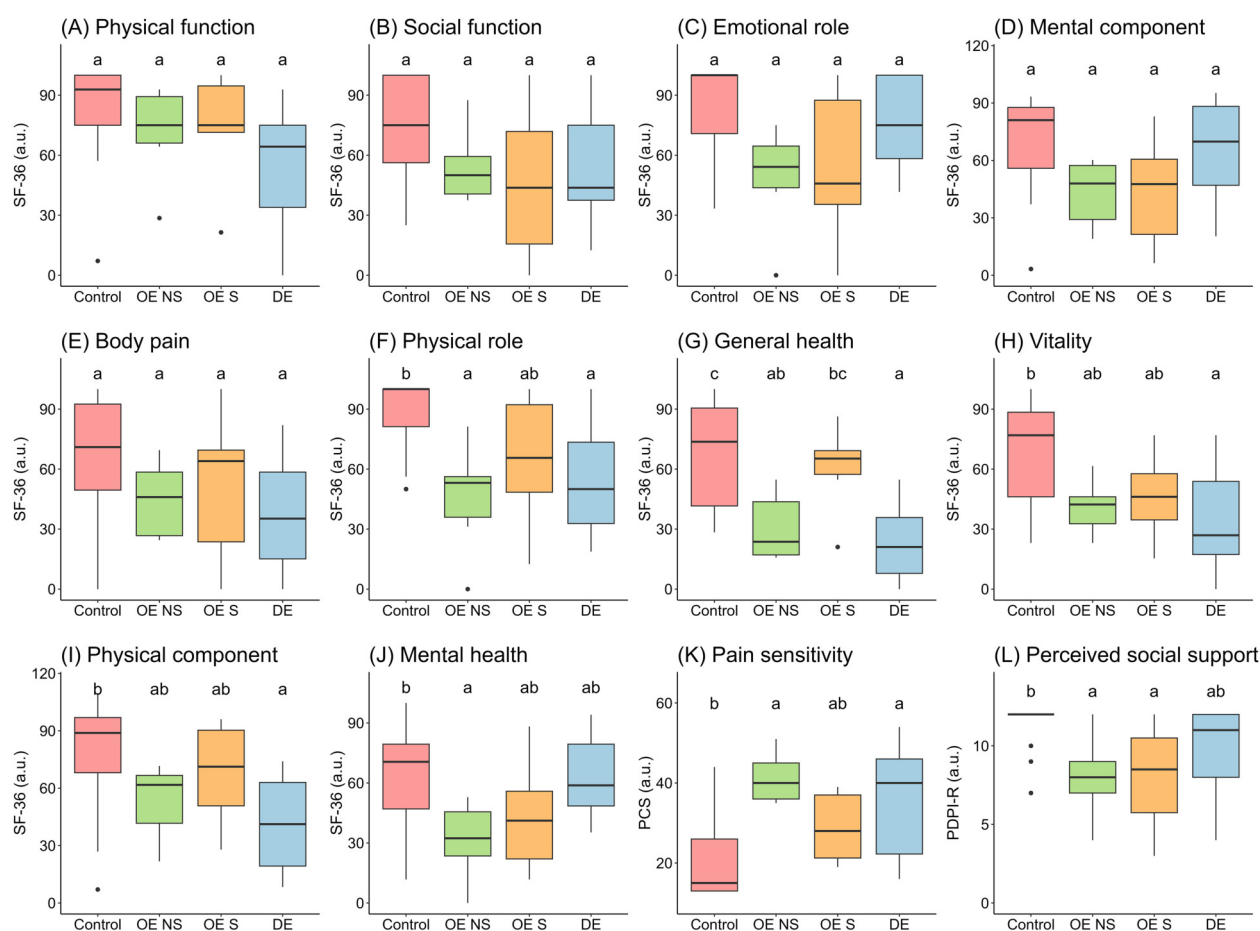 (A) Physical function
a a a a
SF-36 (a.u.)
90
60
30
0
Control OE NS OE S DE
(B) Social function
a a a a
SF-36 (a.u.)
90
60
30
0
Control OE NS OE S DE
(C) Emotional role
a a a a
SF-36 (a.u.)
90
60
30
0
Control OE NS OE S DE
(D) Mental component
120
a a a a
SF-36 (a.u.)
90
60
30
0
Control OE NS OE S DE
(E) Body pain
a a a a
SF-36 (a.u.)
90
60
30
0
Control OE NS OE S DE
(F) Physical role
b a ab a
SF-36 (a.u.)
90
60
30
0
Control OE NS OE S DE
(G) General health
c ab bc a
SF-36 (a.u.)
90
60
30
0
Control OE NS OE S DE
(H) Vitality
b ab ab a
SF-36 (a.u.)
90
60
30
0
Control OE NS OE S DE
(I) Physical component
120
b ab ab a
SF-36 (a.u.)
90
60
30
0
Control OE NS OE S DE
(J) Mental health
b a ab ab
SF-36 (a.u.)
90
60
30
0
Control OE NS OE S DE
(K) Pain sensitivity
60
b a ab a
PCS (a.u.)
40
20
Control OE NS OE S DE
(L) Perceived social support
b a a ab
PDPI-R (a.u.)
10
5
0
Control OE NS OE S DE